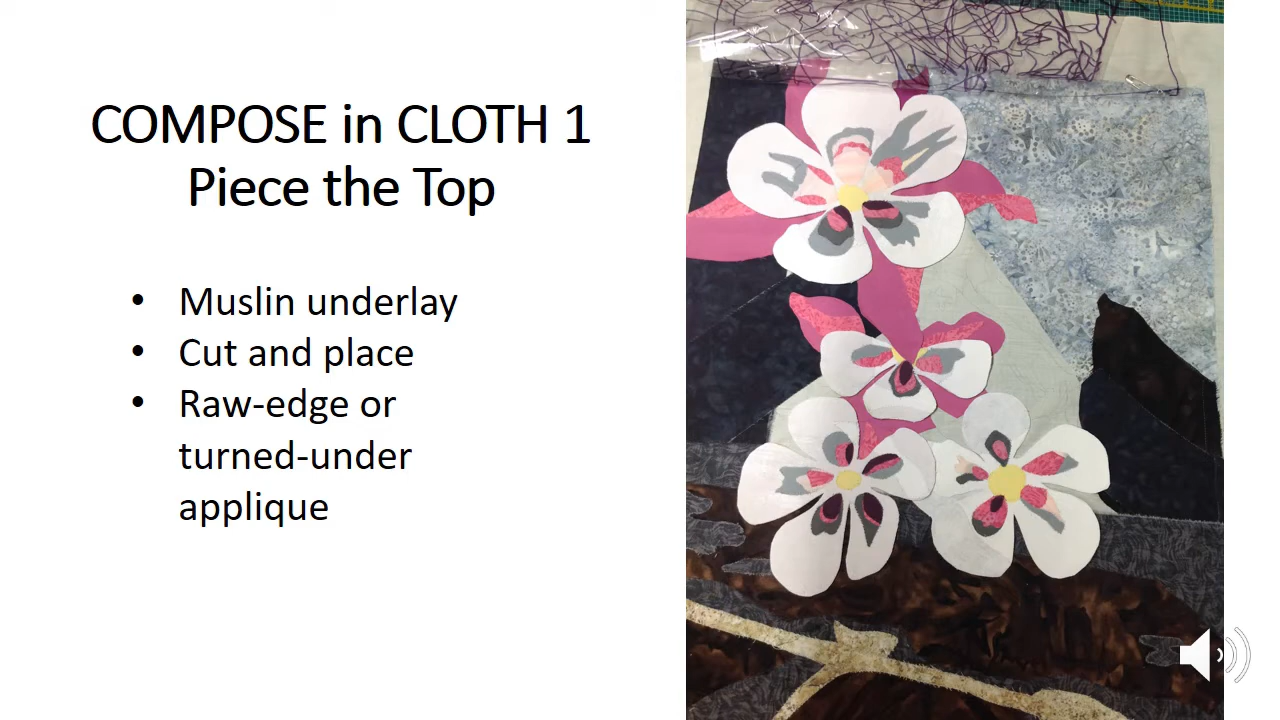 COMPOSE in CLOTH 1
Piece the Top
• Muslin underlay
• Cut and place
• Raw-edge or
turned-under
applique